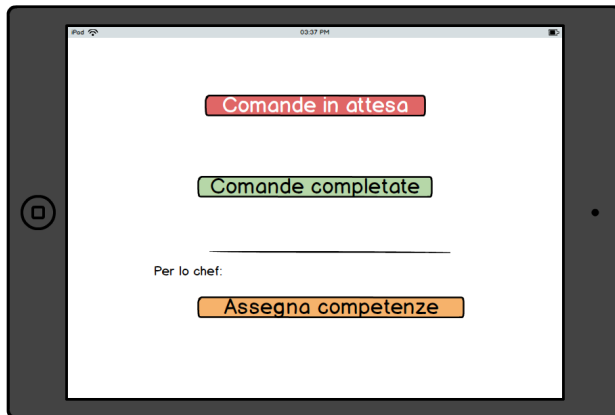 iPod 03:37 PM
Comande in attesa
Comande completate
Per lo chef:
Assegna competenze